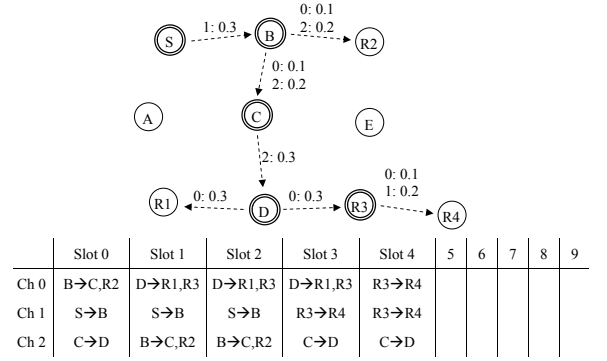 0: 0.1
1: 0.3
2: 0.2
S
B
R2
0: 0.1
2: 0.2
A
C
E
2: 0.3
0: 0.1
0: 0.3
0: 0.3
1: 0.2
R1
D
R3
R4
Slot 0 Slot 1 Slot 2 Slot 3 Slot 4 5 6 7 8 9
Ch 0 B→C,R2 D→R1,R3 D→R1,R3 D→R1,R3 R3→R4
Ch 1 S→B S→B S→B R3→R4 R3→R4
Ch 2 C→D B→C,R2 B→C,R2 C→D C→D